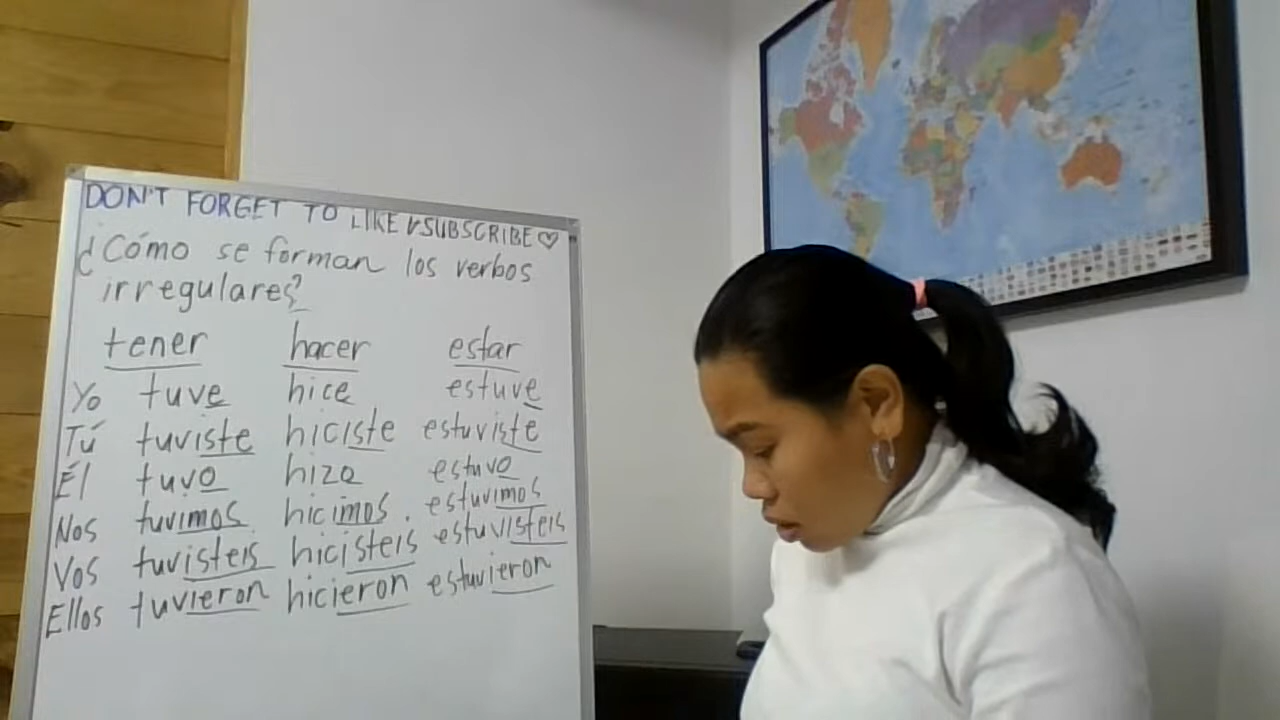 DON'T FORGET TO LIKE & SUBSCRIBE ♡
¿Cómo se forman los verbos
irregulares?
tener hacer estar
Yo tuve hice estuve
Tú tuviste hiciste estuviste
Él tuvo hizo estuvo
Nos tuvimos hicimos. estuvimos
Vos tuvisteis hicisteis estuvisteis
Ellos tuvieron hicieron estuvieron